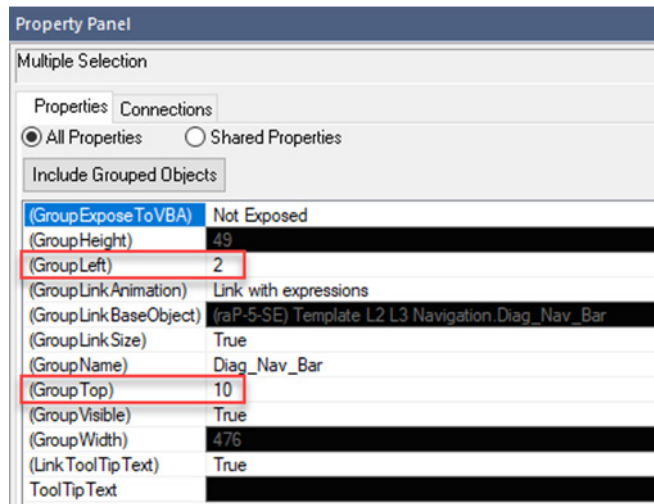 Property Panel
Multiple Selection
Properties Connections
All Properties Shared Properties
Include Grouped Objects
(GroupExposeToVBA) Not Exposed
(GroupHeight) 49
(GroupLeft) 2
(GroupLinkAnimation) Link with expressions
(GroupLinkBaseObject) (raP-5-SE) Template L2 L3 Navigation.Diag_Nav_Bar
(GroupLinkSize) True
(GroupName) Diag_Nav_Bar
(GroupTop) 10
(GroupVisible) True
(GroupWidth) 476
(LinkToolTipText) True
ToolTipText